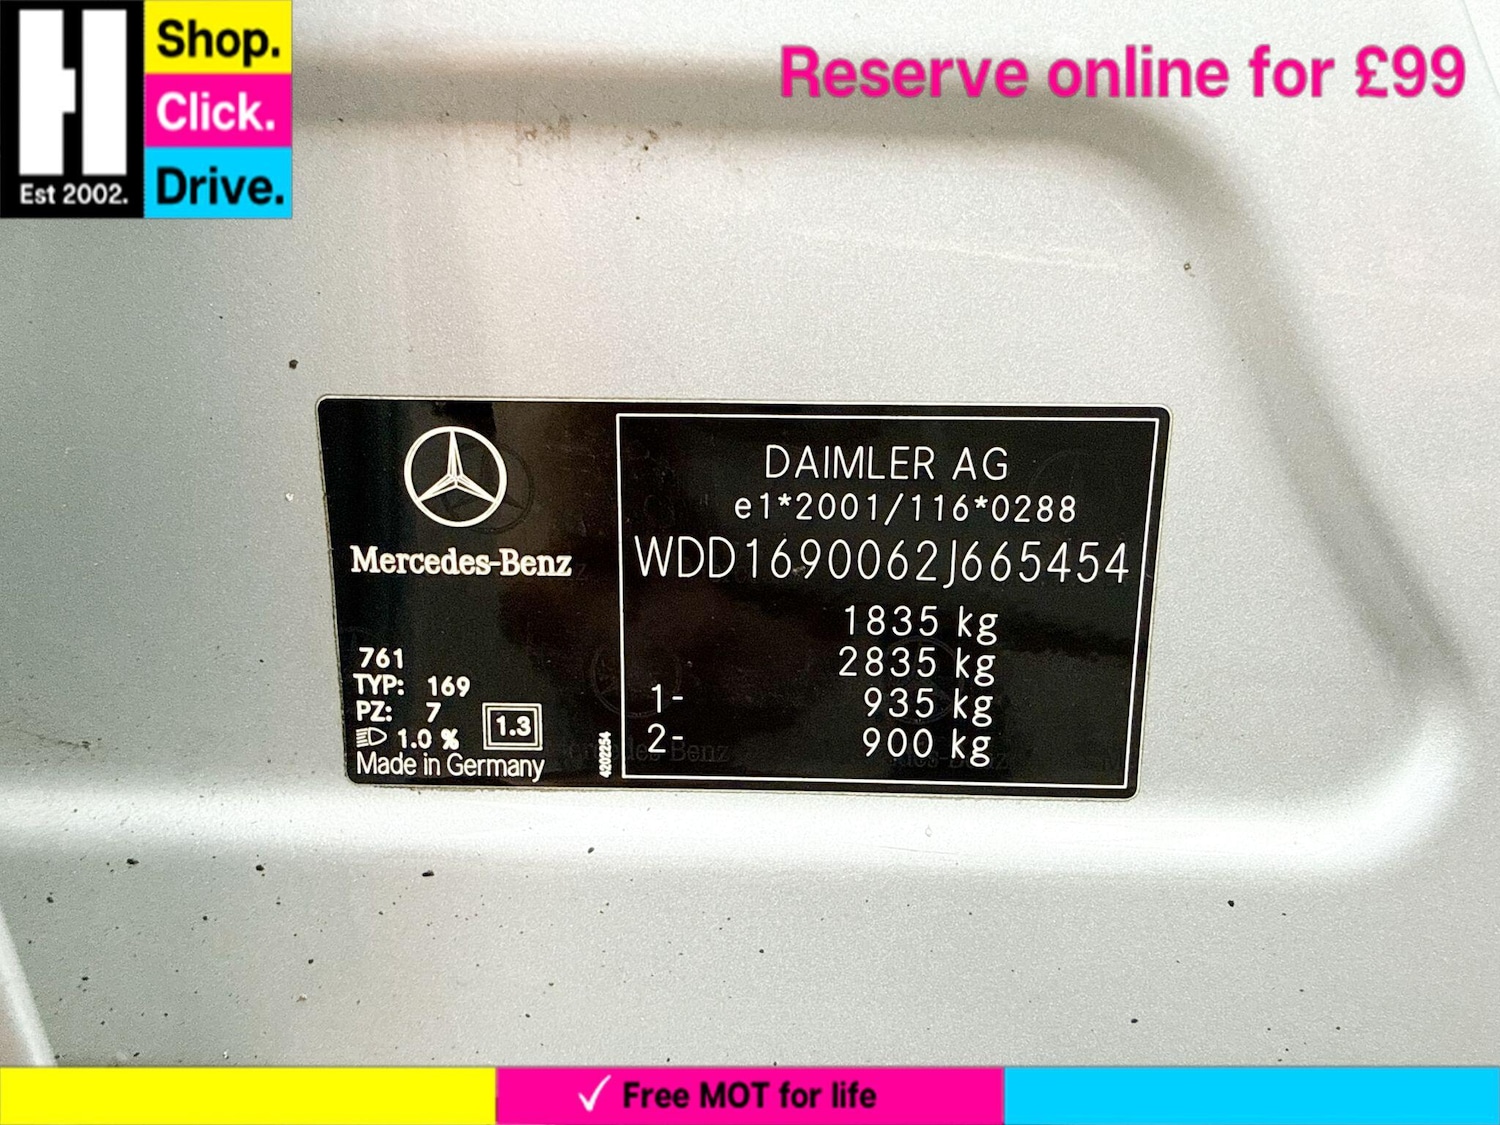 Shop.
Click.
Drive.
Est 2002.
Reserve online for £99
Mercedes-Benz
761
TYP: 169
PZ: 7
1.0 %
1.3
Made in Germany
4202254
DAIMLER AG
e1*2001/116*0288
WDD1690062J665454
1835 kg
2835 kg
1- 935 kg
2- 900 kg
✓ Free MOT for life